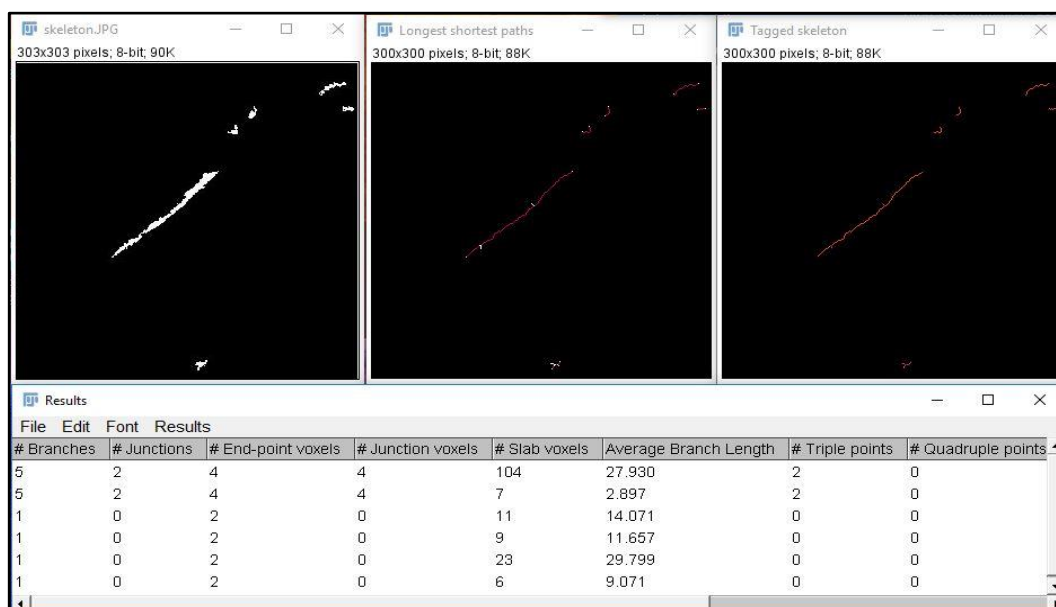 skeleton.JPG
303x303 pixels; 8-bit; 90K
Longest shortest paths
300x300 pixels; 8-bit; 88K
Tagged skeleton
300x300 pixels; 8-bit; 88K
Results
File Edit Font Results
# Branches # Junctions # End-point voxels # Junction voxels # Slab voxels Average Branch Length # Triple points # Quadruple points
5 2 4 4 104 27.930 2 0
5 2 4 4 7 2.897 2 0
1 0 2 0 11 14.071 0 0
1 0 2 0 9 11.657 0 0
1 0 2 0 23 29.799 0 0
1 0 2 0 6 9.071 0 0